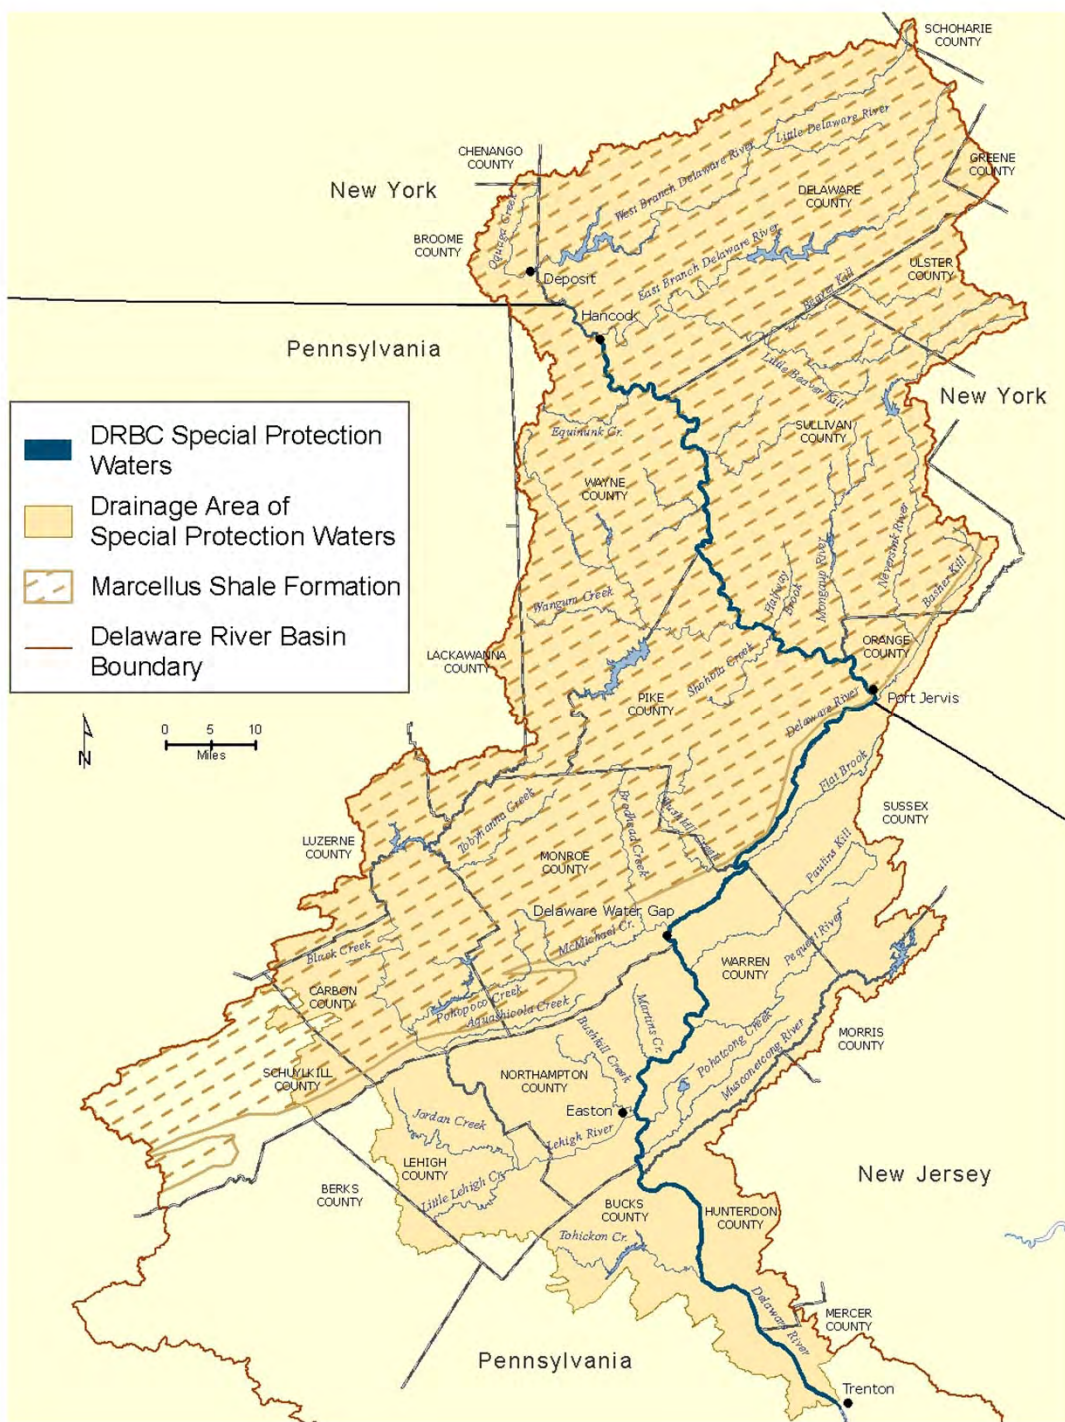 SCHOHARIE
COUNTY
Little Delaware River
CHENANGO
COUNTY
GREENE
COUNTY
New York
West Branch Delaware River
DELAWARE
COUNTY
Oquaga Creek
BROOME
COUNTY
East Branch Delaware River
ULSTER
COUNTY
Deposit
Beaver Kill
Hancock
Pennsylvania
Little Beaver Kill
New York
DRBC Special Protection
Waters
Drainage Area of
Special Protection Waters
Marcellus Shale Formation
Delaware River Basin
Boundary
Equinunk Cr.
SULLIVAN
COUNTY
WAYNE
COUNTY
Neversink River
Mongaup River
Halfway
Brook
Basher Kill
Wangum Creek
ORANGE
COUNTY
LACKAWANNA
COUNTY
Shohola Creek
PIKE
COUNTY
Port Jervis
Delaware River
N
0 5 10
Miles
Flat Brook
SUSSEX
COUNTY
Tobyhanna Creek
Brodhead Creek
Bushkill Creek
LUZERNE
COUNTY
MONROE
COUNTY
Paulins Kill
Delaware Water Gap
McMichael Cr.
Pequest River
Black Creek
WARREN
COUNTY
CARBON
COUNTY
Pohopoco Creek
Aquashicola Creek
Martins Cr.
Bushkill Creek
Pohatcong Creek
Musconetcong River
MORRIS
COUNTY
SCHUYLKILL
COUNTY
NORTHAMPTON
COUNTY
Easton
Jordan Creek
Lehigh River
LEHIGH
COUNTY
Little Lehigh Cr.
New Jersey
BERKS
COUNTY
BUCKS
COUNTY
HUNTERDON
COUNTY
Tohickon Cr.
Delaware River
MERCER
COUNTY
Pennsylvania
Trenton